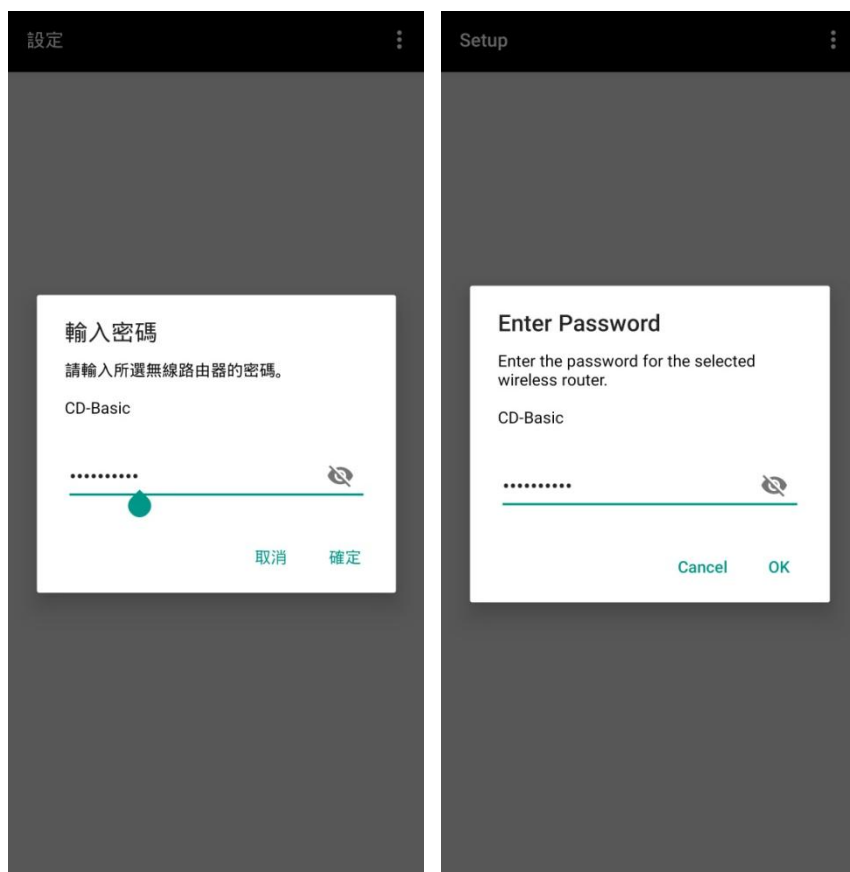 設定
輸入密碼
請輸入所選無線路由器的密碼。
CD-Basic
••••••••••
取消 確定
Setup
Enter Password
Enter the password for the selected
wireless router.
CD-Basic
••••••••••
Cancel OK